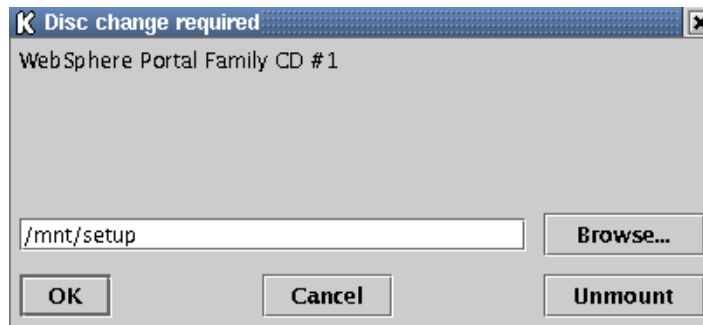 Disc change required
WebSphere Portal Family CD #1
/mnt/setup
Browse...
OK
Cancel
Unmount